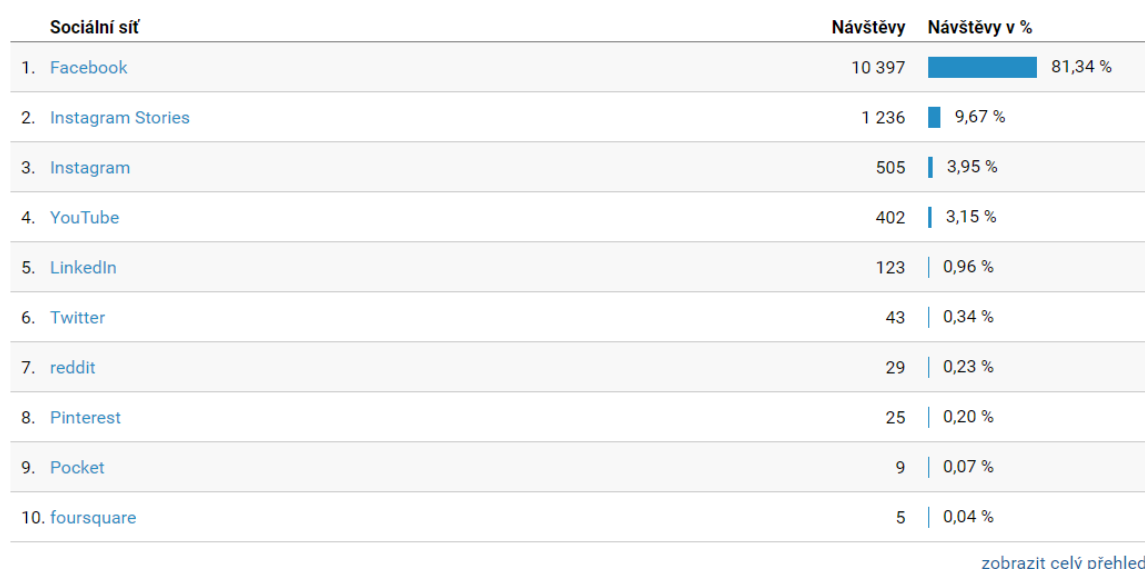 Sociální síť Návštěvy Návštěvy v %
1. Facebook 10 397 81,34 %
2. Instagram Stories 1 236 9,67 %
3. Instagram 505 3,95 %
4. YouTube 402 3,15 %
5. LinkedIn 123 0,96 %
6. Twitter 43 0,34 %
7. reddit 29 0,23 %
8. Pinterest 25 0,20 %
9. Pocket 9 0,07 %
10. foursquare 5 0,04 %
zobrazit celý přehled